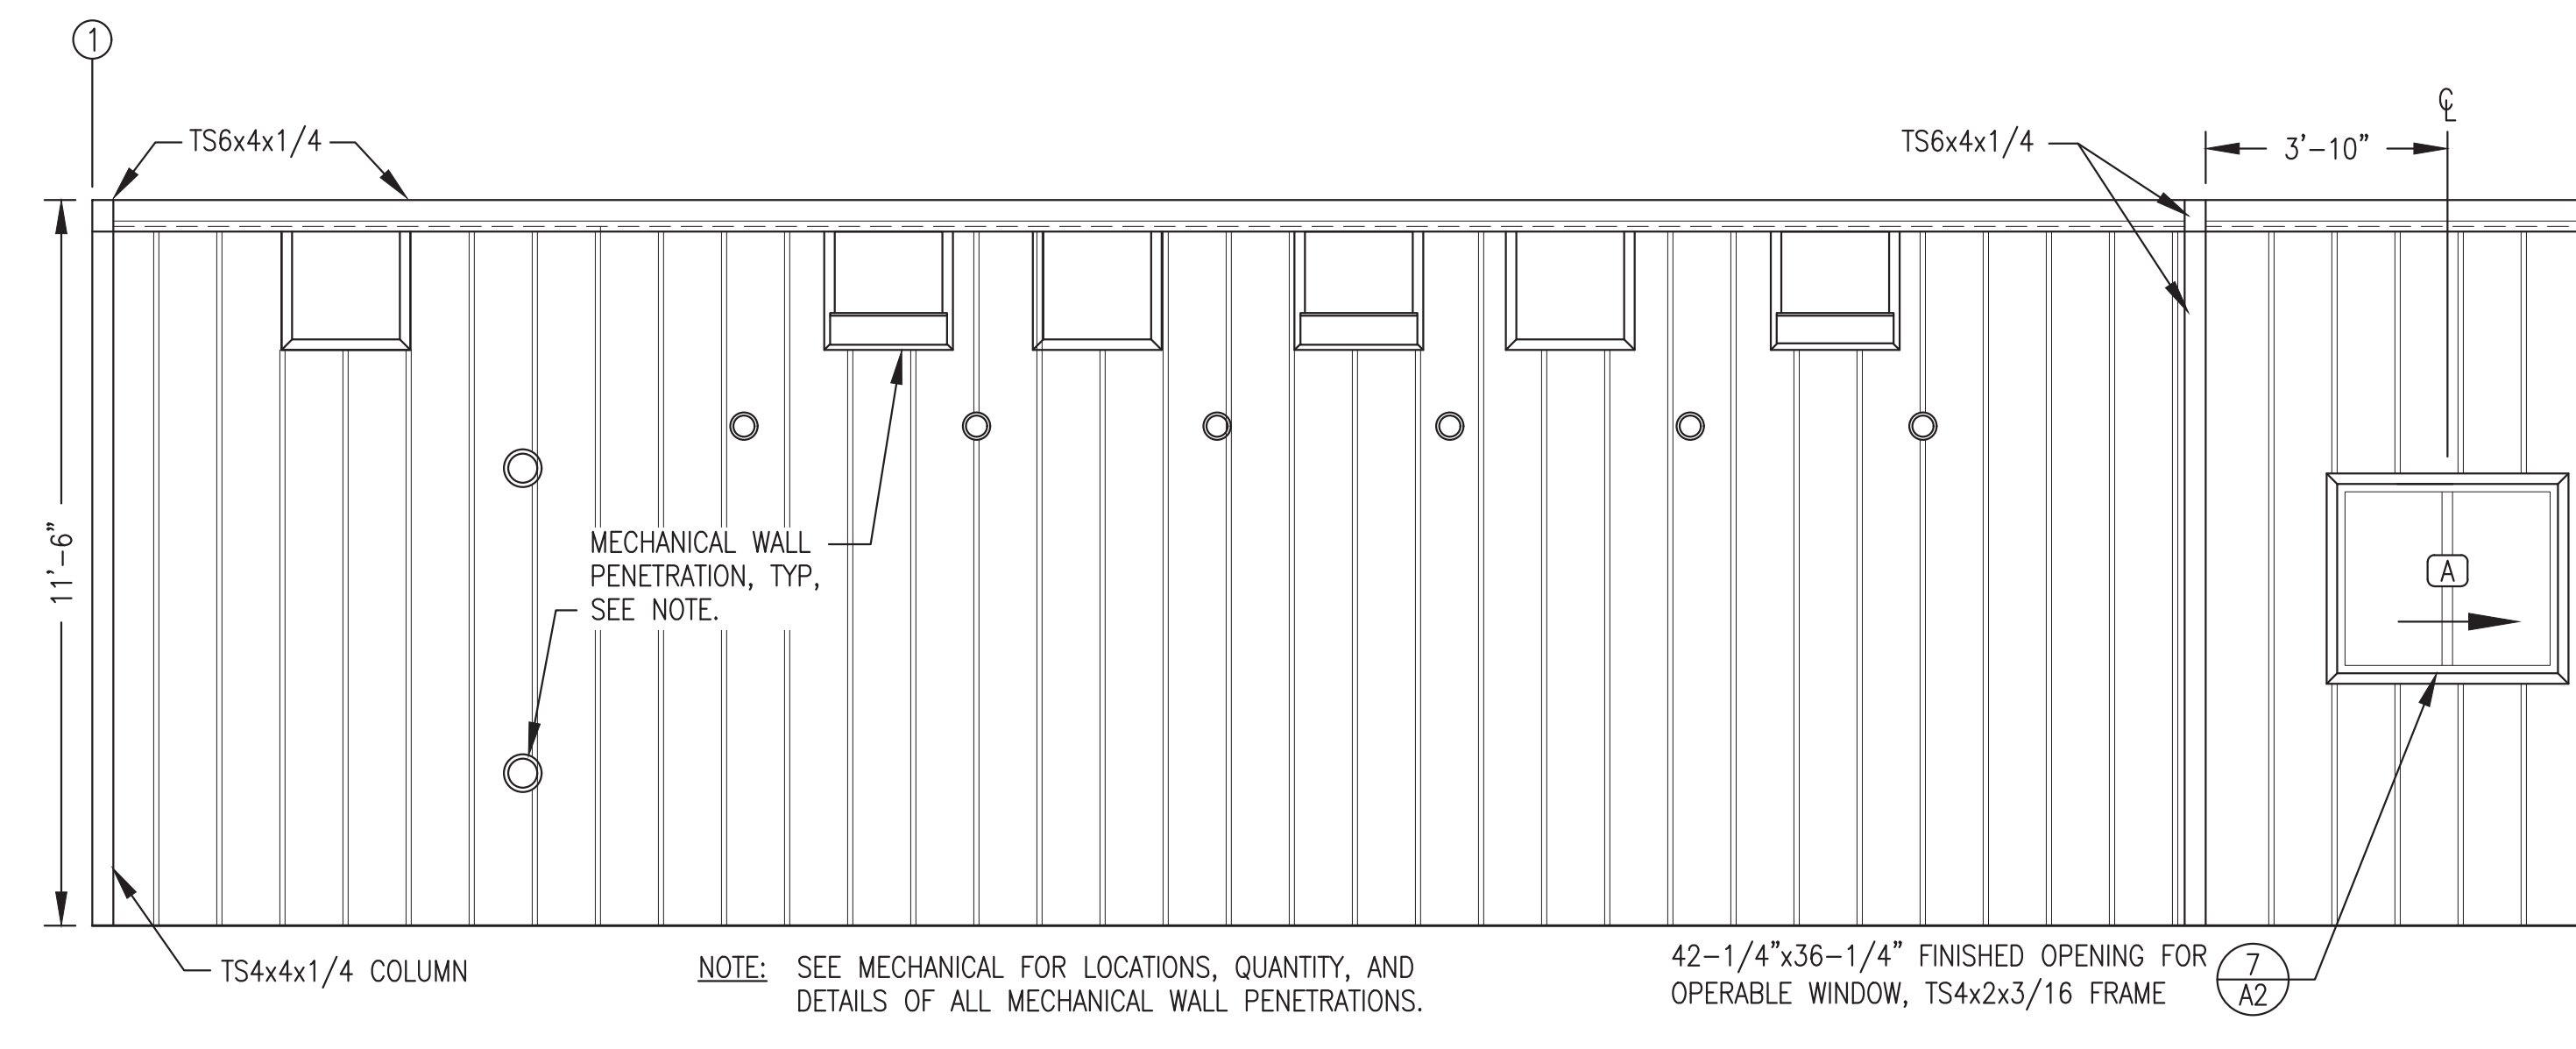 1
℄
TS6x4x1/4
TS6x4x1/4
3'-10"
11'-6"
MECHANICAL WALL
PENETRATION, TYP,
SEE NOTE.
A
TS4x4x1/4 COLUMN
NOTE: SEE MECHANICAL FOR LOCATIONS, QUANTITY, AND
DETAILS OF ALL MECHANICAL WALL PENETRATIONS.
42-1/4"x36-1/4" FINISHED OPENING FOR
OPERABLE WINDOW, TS4x2x3/16 FRAME
7
A2